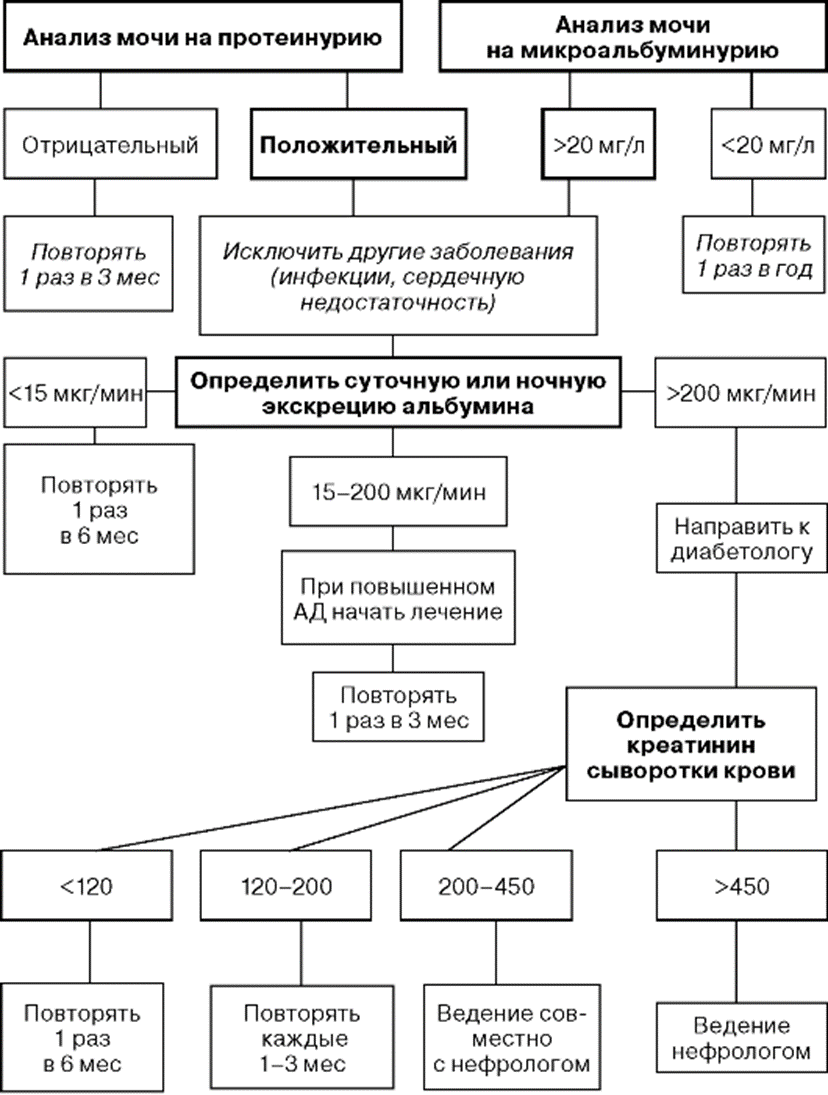 Анализ мочи на протеинурию
Анализ мочи
на микроальбуминурию
Отрицательный
Положительный
>20 мг/л
<20 мг/л
Повторять
1 раз в 3 мес
Исключить другие заболевания
(инфекции, сердечную
недостаточность)
Повторять
1 раз в год
<15 мкг/мин
Определить суточную или ночную
экскрецию альбумина
>200 мкг/мин
Повторять
1 раз
в 6 мес
15–200 мкг/мин
Направить к
диабетологу
При повышенном
АД начать лечение
Повторять
1 раз в 3 мес
Определить
креатинин
сыворотки крови
<120
120–200
200–450
>450
Повторять
1 раз
в 6 мес
Повторять
каждые
1–3 мес
Ведение сов-
местно
с нефрологом
Ведение
нефрологом